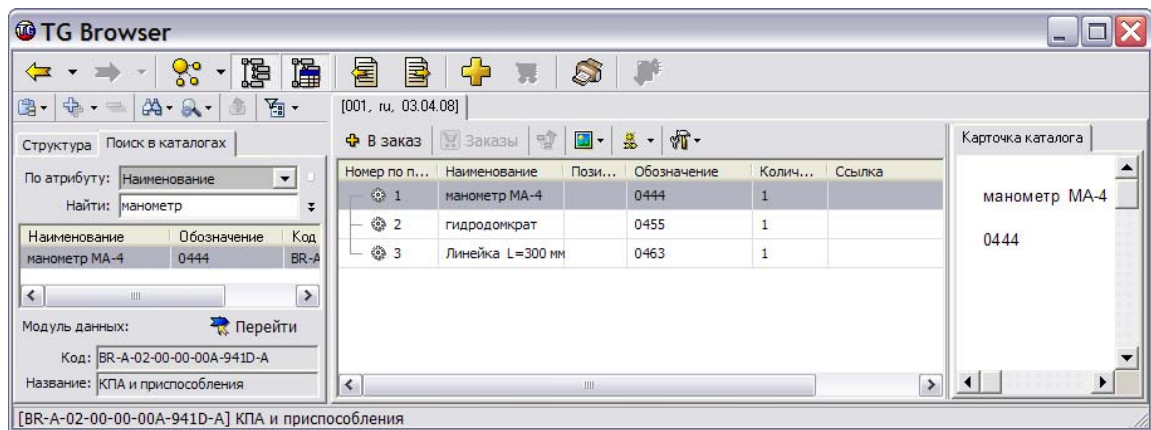 TG Browser
[001, ru, 03.04.08]
Структура Поиск в каталогах
По атрибуту: Наименование
Найти: манометр
Наименование Обозначение Код
манометр МА-4 0444 BR-A
Модуль данных: Перейти
Код: BR-A-02-00-00-00A-941D-A
Название: КПА и приспособления
В заказ Заказы
Номер по п... Наименование Пози... Обозначение Колич... Ссылка
1 манометр МА-4 0444 1
2 гидродомкрат 0455 1
3 Линейка L=300 мм 0463 1
Карточка каталога
манометр МА-4
0444
[BR-A-02-00-00-00A-941D-A] КПА и приспособления